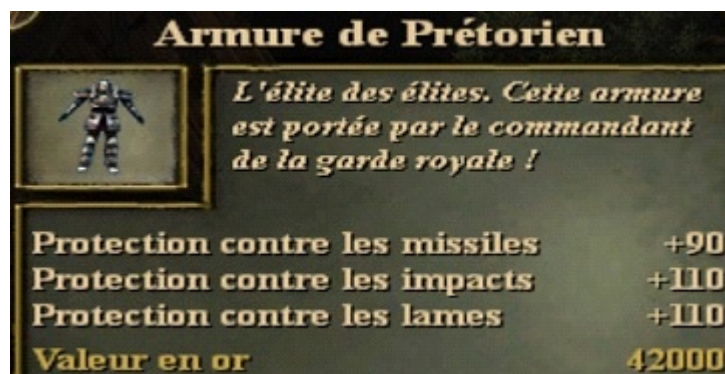 Armure de Prétorien
L'élite des élites. Cette armure
est portée par le commandant
de la garde royale !
Protection contre les missiles +90
Protection contre les impacts +110
Protection contre les lames +110
Valeur en or 42000